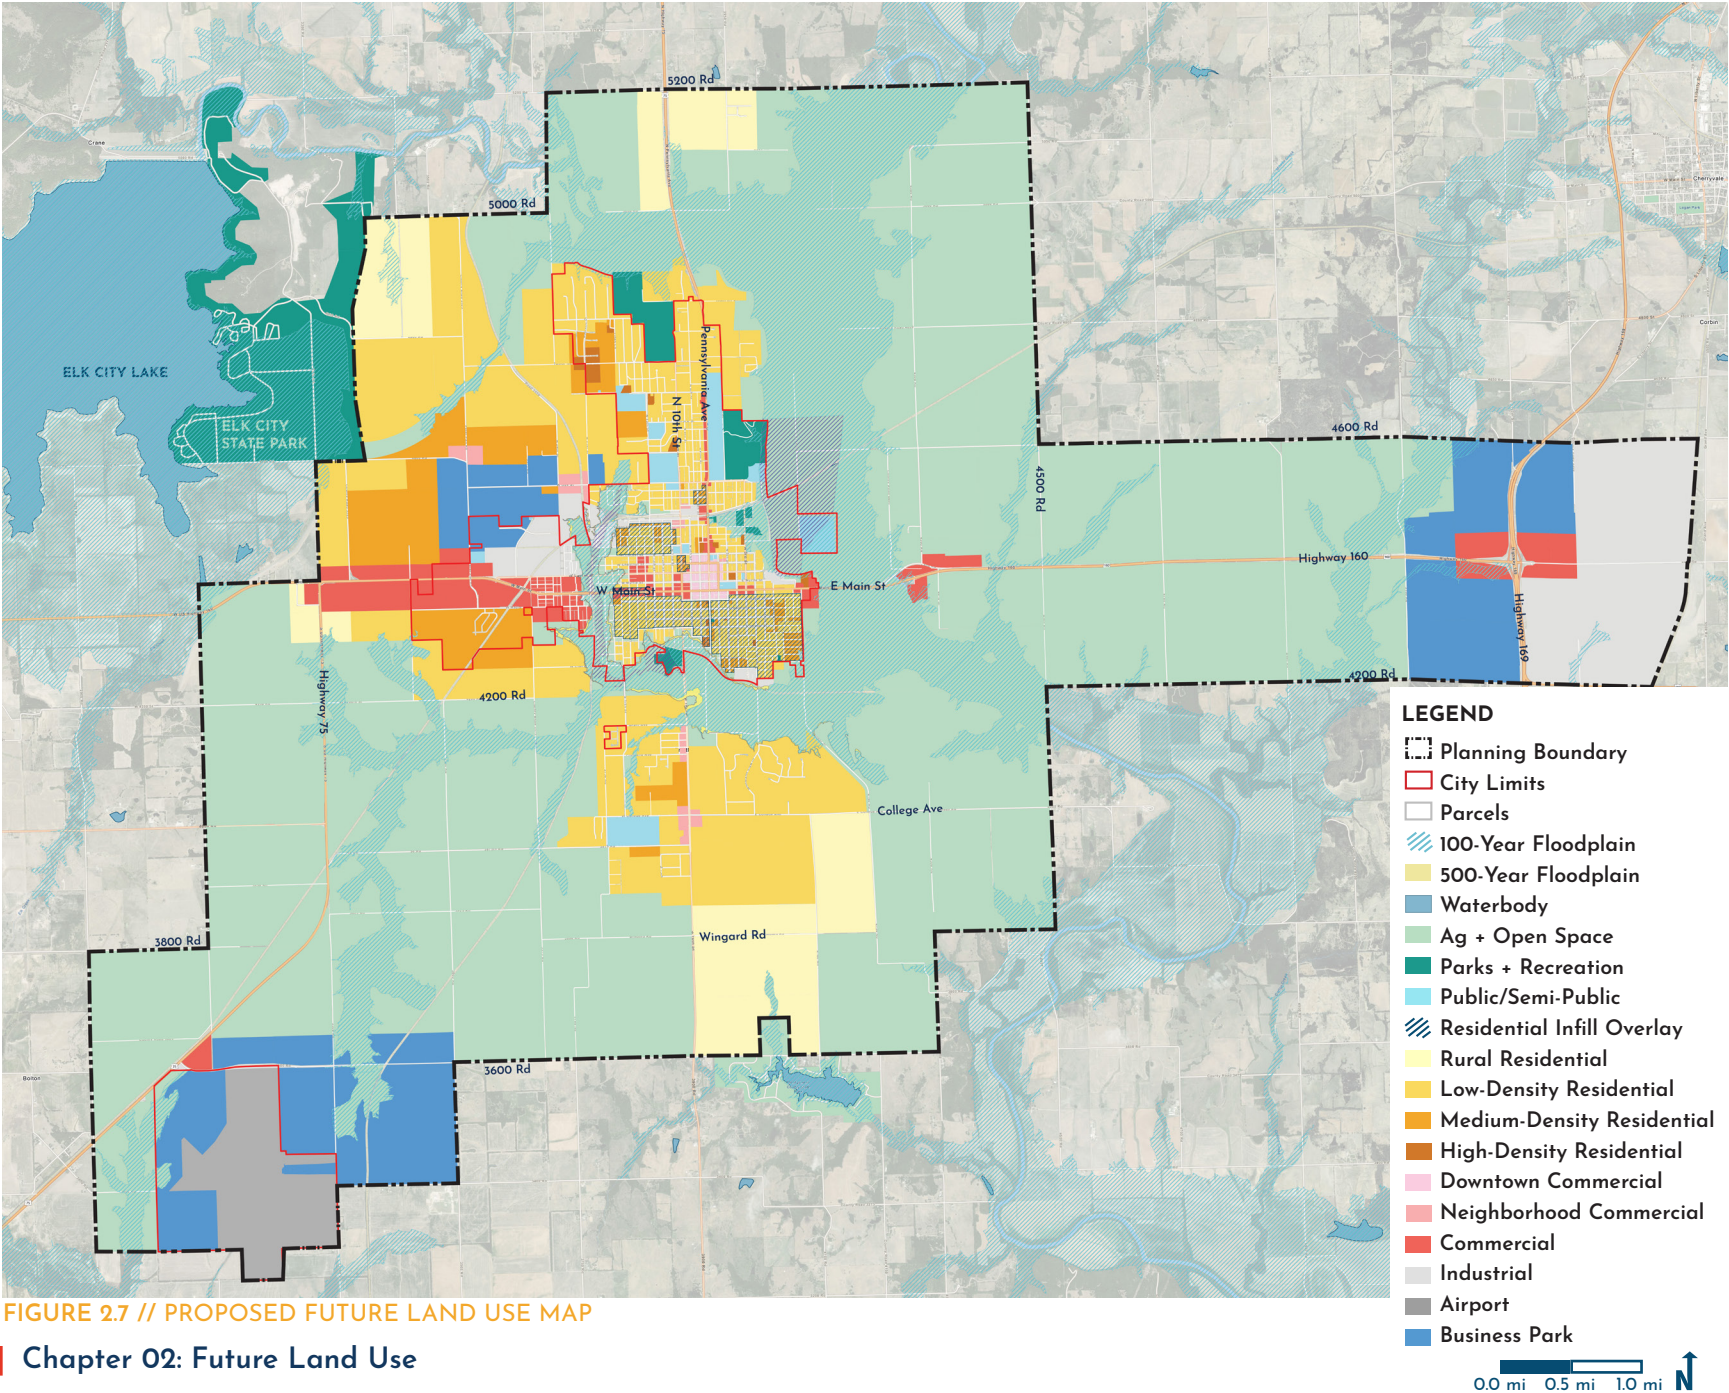 5200 Rd
Crane
Cherryvale
5000 Rd
Corbin
ELK CITY LAKE
Pennsylvania Ave
N 10th St
ELK CITY
STATE PARK
4600 Rd
4500 Rd
Highway 160
W Main St
E Main St
Highway 169
4200 Rd
4200 Rd
Highway 75
College Ave
Wingard Rd
3800 Rd
3600 Rd
Bolton
LEGEND
Planning Boundary
City Limits
Parcels
100-Year Floodplain
500-Year Floodplain
Waterbody
Ag + Open Space
Parks + Recreation
Public/Semi-Public
Residential Infill Overlay
Rural Residential
Low-Density Residential
Medium-Density Residential
High-Density Residential
Downtown Commercial
Neighborhood Commercial
Commercial
Industrial
Airport
Business Park
0.0 mi 0.5 mi 1.0 mi N
FIGURE 2.7 // PROPOSED FUTURE LAND USE MAP
Chapter 02: Future Land Use